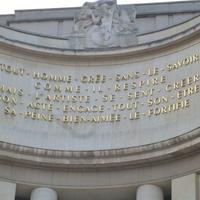 TOUT·HOMME·CRÉE·SANS·LE·SAVOIR
COMME·IL·RESPIRE
MAIS·L'ARTISTE·SE·SENT·CRÉER
SON·ACTE·ENGAGE·TOUT·SON·ÊTRE
SA·PEINE·BIEN-AIMÉE·LE·FORTIFIE